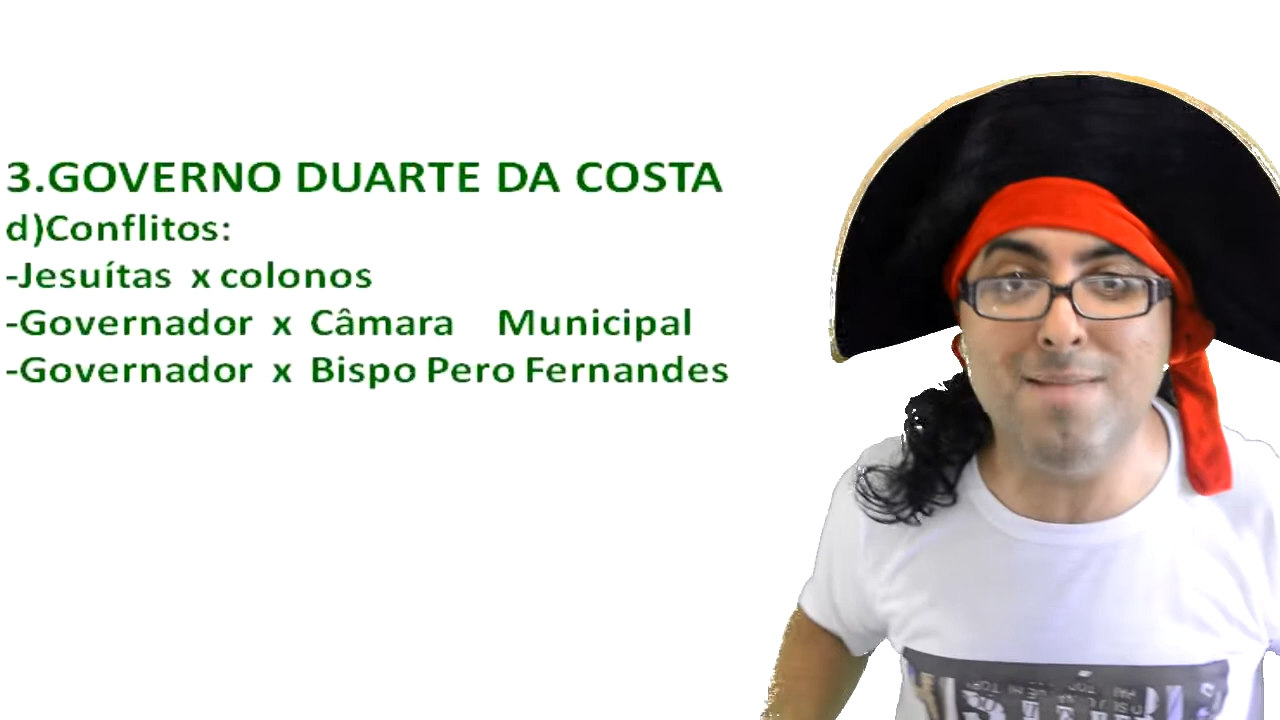 3.GOVERNO DUARTE DA COSTA
d)Conflitos:
-Jesuítas x colonos
-Governador x Câmara Municipal
-Governador x Bispo Pero Fernandes